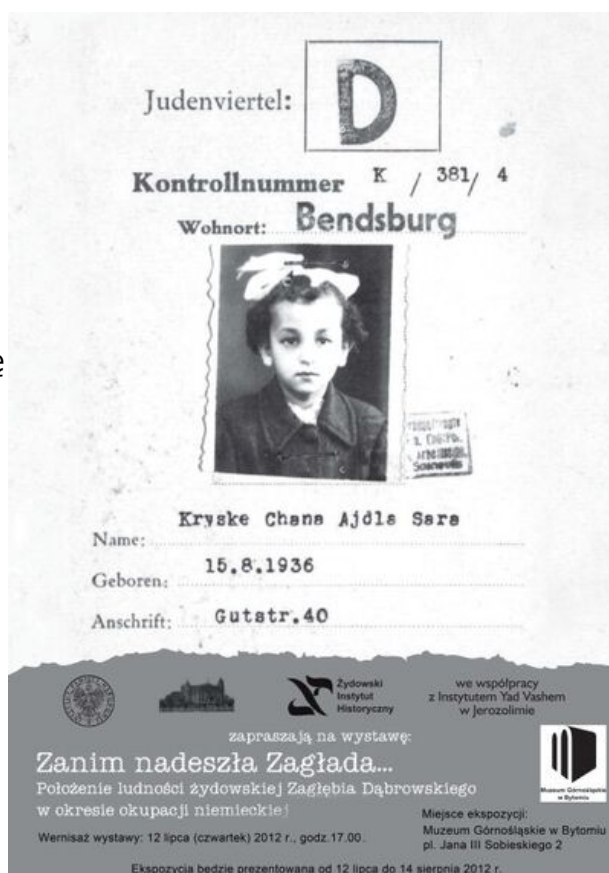 Judenviertel: D
Kontrollnummer K / 381/ 4
Wohnort: Bendsburg
Kryske Chana Ajdla Sara
Name:
15.8.1936
Geboren:
Gutstr.40
Anschrift:
Żydowski
Instytut
Historyczny
we współpracy
z Instytutem Yad Vashem
w Jerozolimie
zapraszają na wystawę:
Zanim nadeszła Zagłada...
Położenie ludności żydowskiej Zagłębia Dąbrowskiego
w okresie okupacji niemieckiej
Muzeum Górnośląskie
w Bytomiu
Wernisaż wystawy: 12 lipca (czwartek) 2012 r., godz.17.00.
Miejsce ekspozycji:
Muzeum Górnośląskie w Bytomiu
pl. Jana III Sobieskiego 2
Ekspozycja będzie prezentowana od 12 lipca do 14 sierpnia 2012 r.